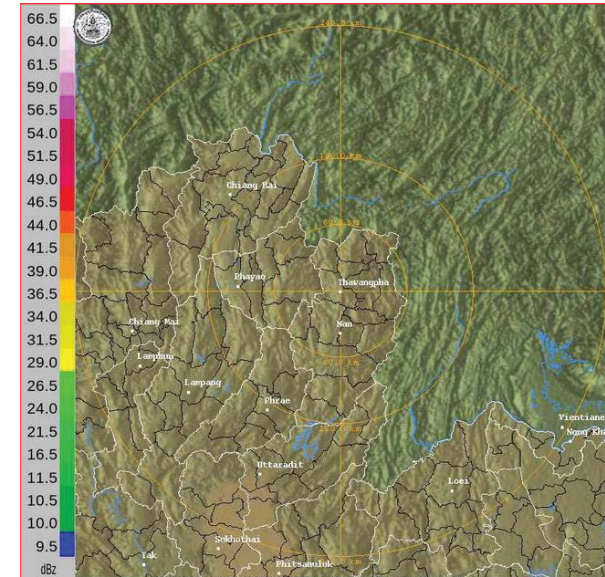 66.5
64.0
61.5
59.0
56.5
54.0
51.5
49.0
46.5
44.0
41.5
39.0
36.5
34.0
31.5
29.0
26.5
24.0
21.5
16.5
11.5
10.5
10.0
9.5
dBz
Chiang Rai
Phayao
Thawangpha
Chiang Mai
Nan
Lamphun
Lampang
Phrae
Vientiane
Nong Kha
Uttaradit
Loei
Sukhothai
Tak
Phitsanulok